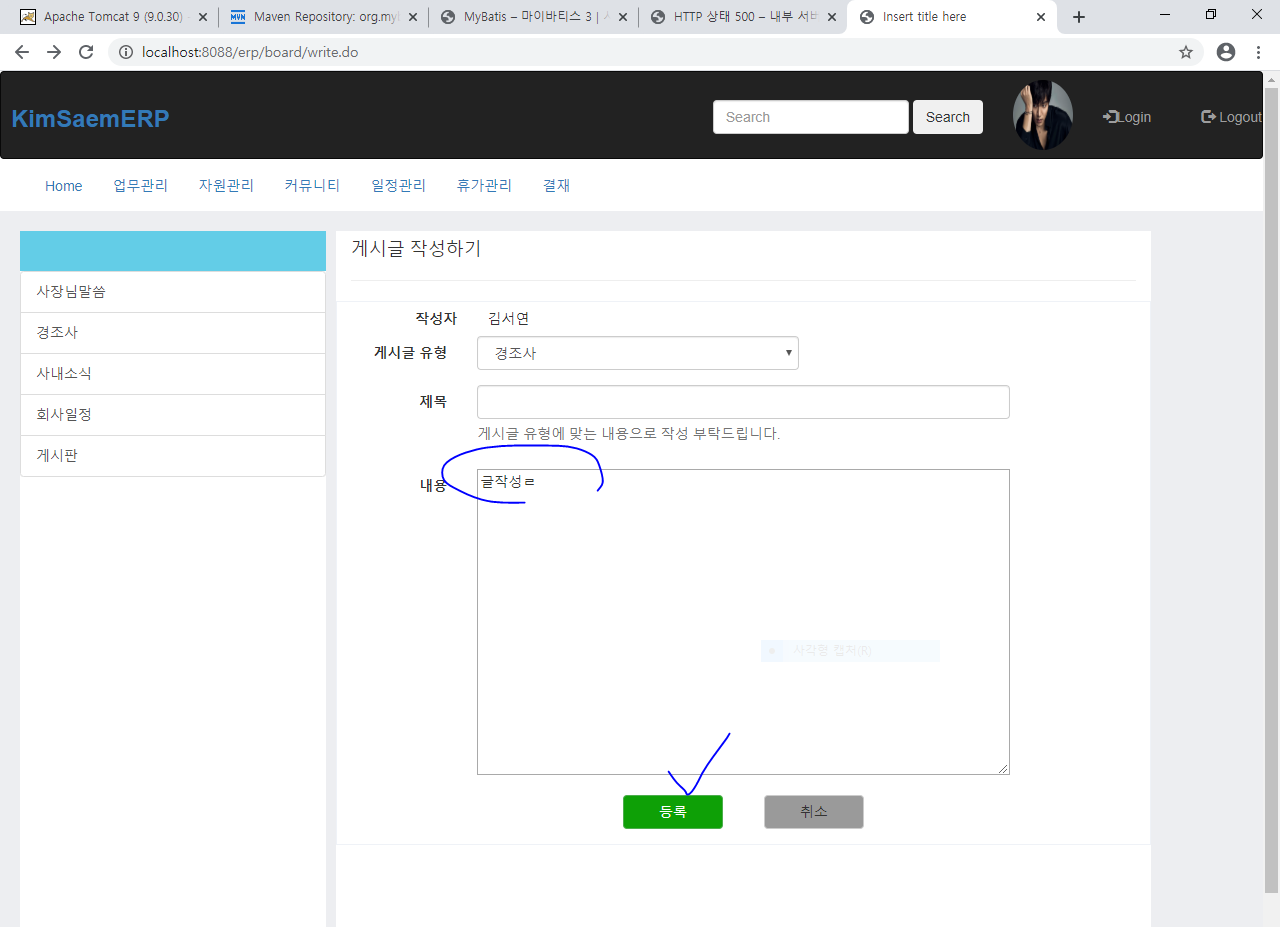 Apache Tomcat 9 (9.0.30)
Maven Repository: org.myl
MyBatis – 마이바티스 3 |
HTTP 상태 500 – 내부 서버
Insert title here
localhost:8088/erp/board/write.do
KimSaemERP
Search
Search
Login
Logout
Home
업무관리
자원관리
커뮤니티
일정관리
휴가관리
결재
사장님말씀
경조사
사내소식
회사일정
게시판
게시글 작성하기
작성자
김서연
게시글 유형
경조사
제목
게시글 유형에 맞는 내용으로 작성 부탁드립니다.
내용
글작성ㄹ
사각형 캡처(R)
등록
취소